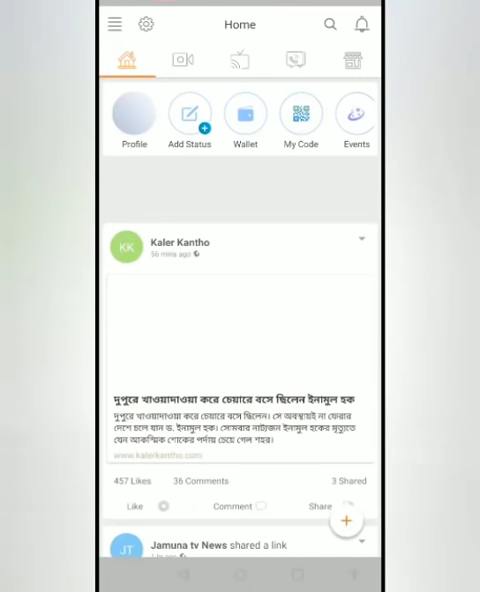 Home
Profile
Add Status
Wallet
My Code
Events
KK
Kaler Kantho
56 mins ago
দুপুরে খাওয়াদাওয়া করে চেয়ারে বসে ছিলেন ইনামুল হক
দুপুরে খাওয়াদাওয়া করে চেয়ারে বসে ছিলেন। সে অবস্থায়ই না ফেরার
দেশে চলে যান ড. ইনামুল হক। সোমবার নাট্যজন ইনামুল হকের মৃত্যুতে
যেন আকস্মিক শোকের পর্দায় ছেয়ে গেল শহর।
www.kalerkantho.com
457 Likes
36 Comments
3 Shared
Like
Comment
Share
JT
Jamuna tv News shared a link